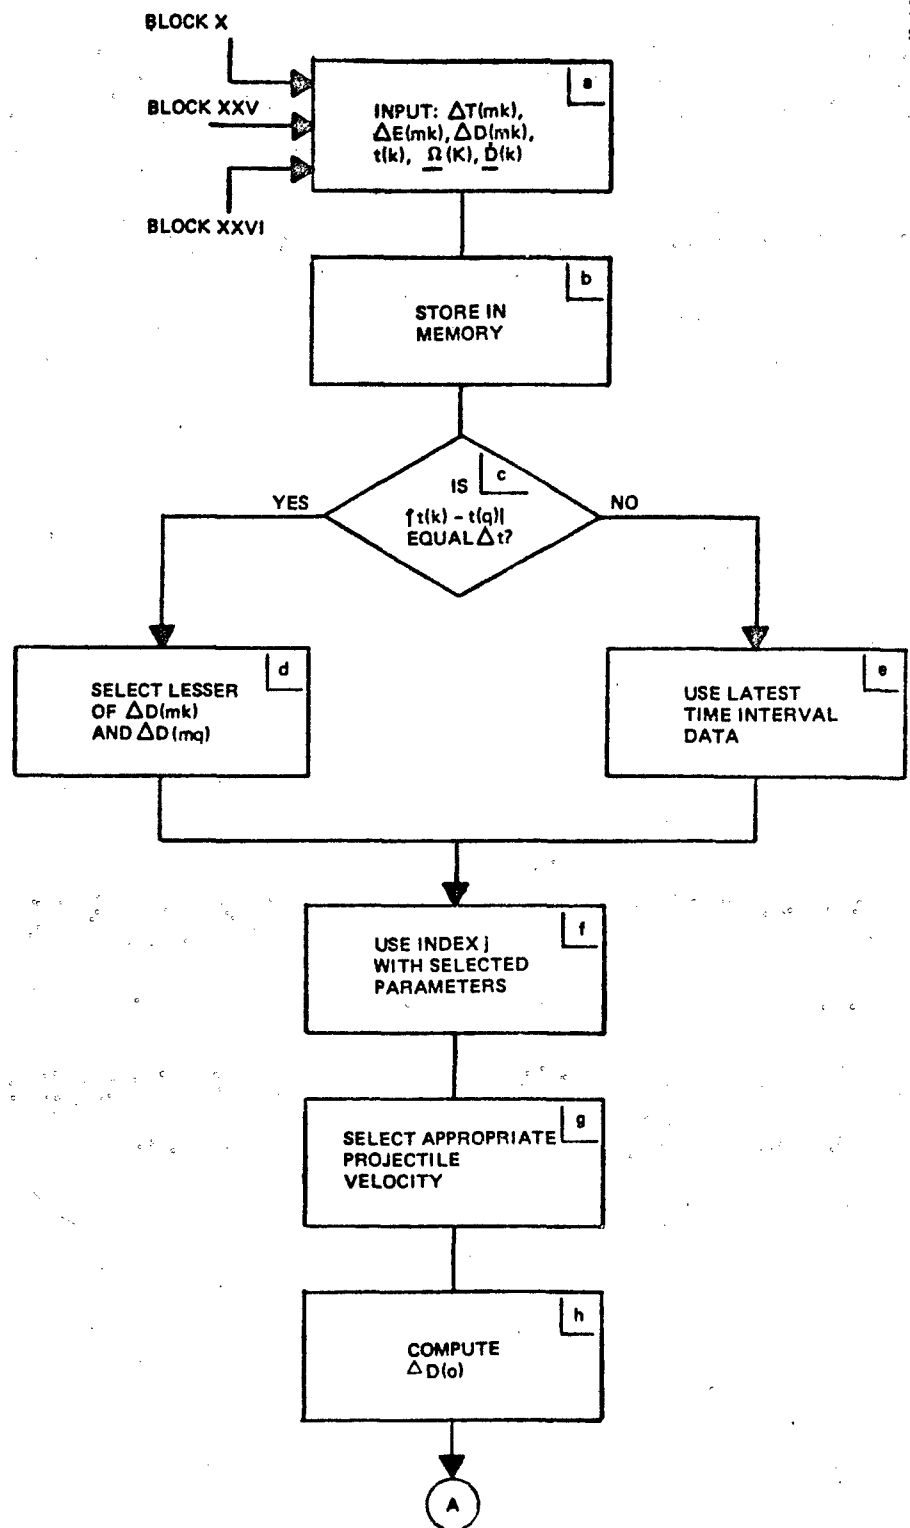 BLOCK X
BLOCK XXV
BLOCK XXVI
a
INPUT: ΔT(mk),
ΔE(mk), ΔD(mk),
t(k), Ω(K), Ḋ(k)
b
STORE IN
MEMORY
c
IS
|t(k) – t(q)|
EQUAL Δt?
YES
NO
d
SELECT LESSER
OF ΔD(mk)
AND ΔD(mq)
e
USE LATEST
TIME INTERVAL
DATA
f
USE INDEX j
WITH SELECTED
PARAMETERS
g
SELECT APPROPRIATE
PROJECTILE
VELOCITY
h
COMPUTE
ΔD(o)
A